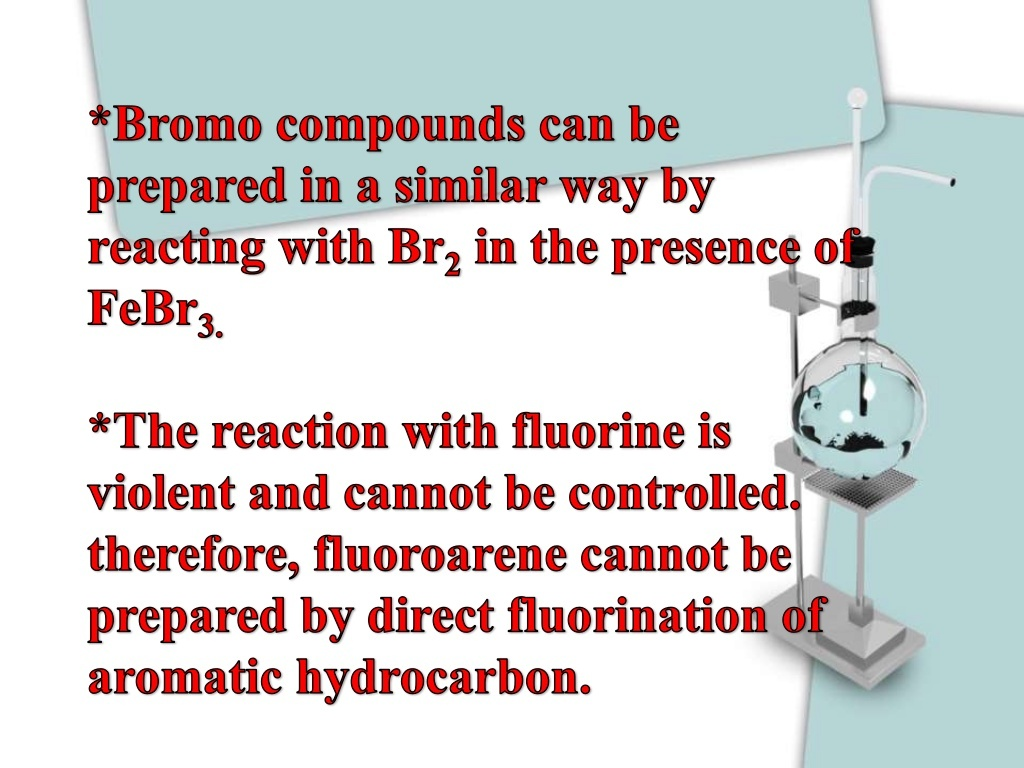 *Bromo compounds can be
prepared in a similar way by
reacting with Br₂ in the presence of
FeBr₃.
*The reaction with fluorine is
violent and cannot be controlled.
therefore, fluoroarene cannot be
prepared by direct fluorination of
aromatic hydrocarbon.